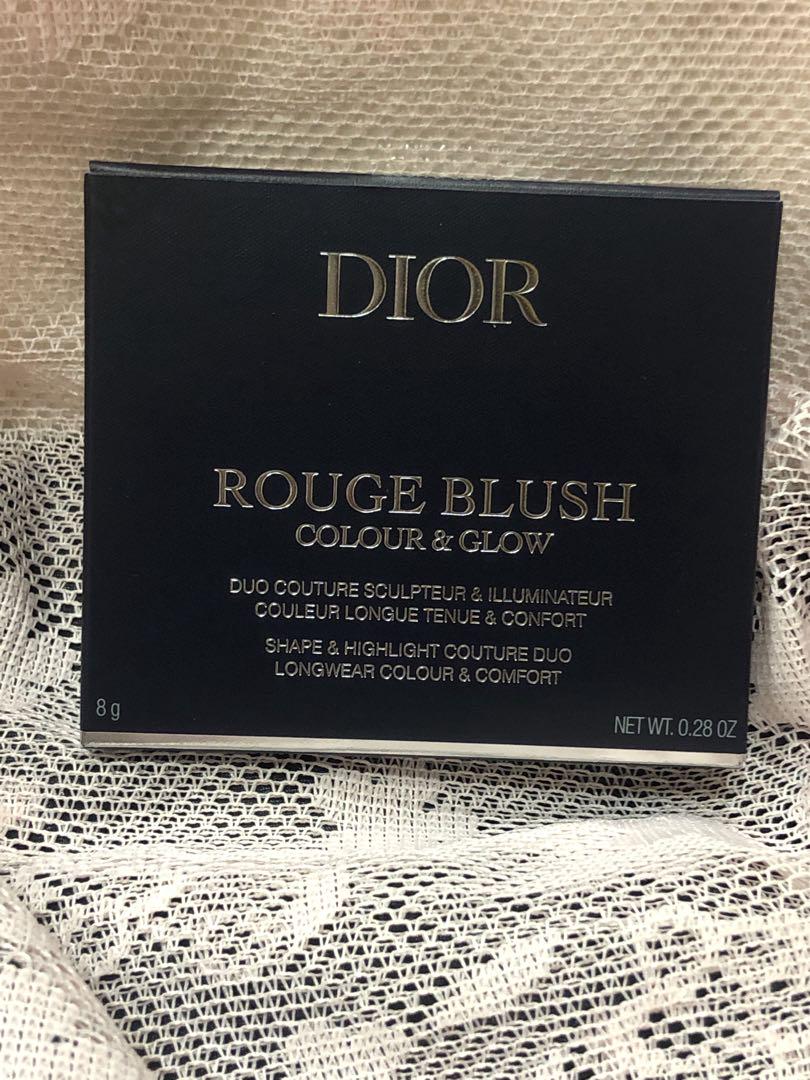 DIOR
ROUGE BLUSH
COLOUR & GLOW
DUO COUTURE SCULPTEUR & ILLUMINATEUR
COULEUR LONGUE TENUE & CONFORT
SHAPE & HIGHLIGHT COUTURE DUO
LONGWEAR COLOUR & COMFORT
8 g
NET WT. 0.28 OZ